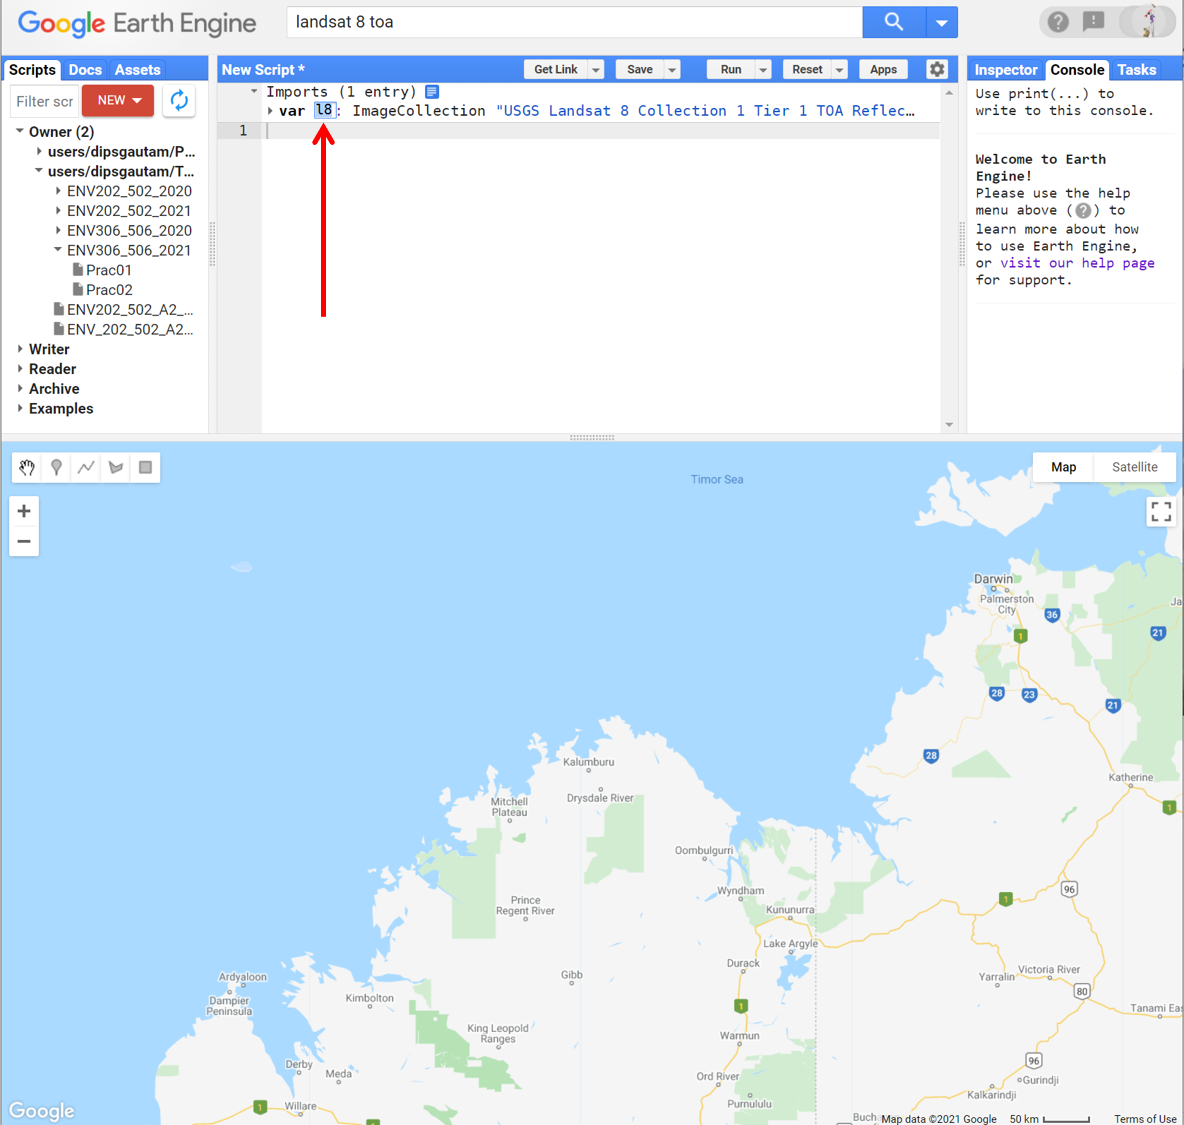 Google Earth Engine
landsat 8 toa
Scripts Docs Assets
Filter scr
NEW
Owner (2)
users/dipsgautam/P...
users/dipsgautam/T...
ENV202_502_2020
ENV202_502_2021
ENV306_506_2020
ENV306_506_2021
Prac01
Prac02
ENV202_502_A2_...
ENV_202_502_A2...
Writer
Reader
Archive
Examples
New Script *
Get Link
Save
Run
Reset
Apps
Imports (1 entry)
var l8: ImageCollection "USGS Landsat 8 Collection 1 Tier 1 TOA Reflec…
1
Inspector Console Tasks
Use print(...) to
write to this console.
Welcome to Earth
Engine!
Please use the help
menu above (?) to
learn more about how
to use Earth Engine,
or visit our help page
for support.
Map Satellite
Timor Sea
Darwin
Palmerston
City
36
1
21
Ja
28
23
21
28
Katherine
1
Kalumburu
Drysdale River
Mitchell
Plateau
Oombulgurri
Wyndham
Kununurra
96
1
Prince
Regent River
Lake Argyle
Durack
Gibb
Victoria River
Yarralin
80
Tanami Eas
Ardyaloon
Dampier
Peninsula
Kimbolton
1
King Leopold
Ranges
Warmun
96
Derby
Meda
Ord River
Gurindji
Kalkarindji
Purnululu
1
Willare
1
Buch
Google
Map data ©2021 Google
50 km
Terms of Use